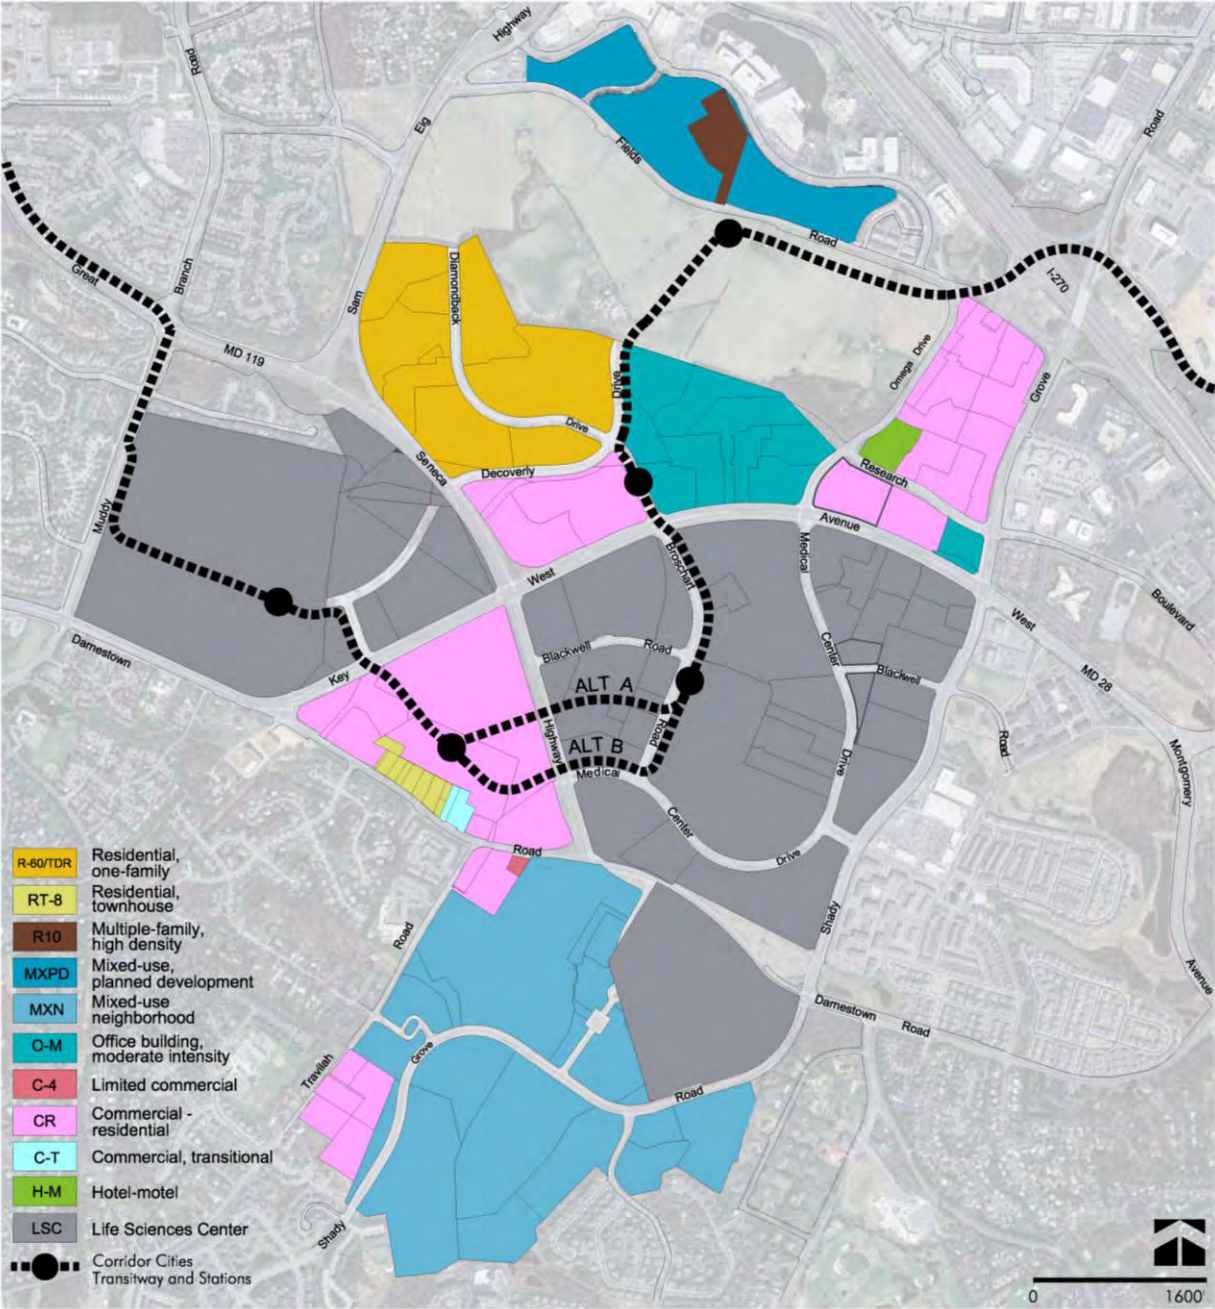 Highway
Road
Eig
Road
Fields
Road
Great
Branch
Sam
Diamondback
I-270
MD 119
Omega Drive
Drive
Grove
Drive
Seneca
Decoverly
Research
Muddy
Avenue
Medical
West
Broschart
Boulevard
Darnestown
West
Center
Blackwell
Road
Blackwell
Key
MD 28
ALT A
Highway
Road
Road
ALT B
Medical
Drive
Montgomery
Center
Drive
Road
Shady
Road
Avenue
Darnestown
Road
Grove
Travilah
Road
Shady
R-60/TDR
Residential,
one-family
RT-8
Residential,
townhouse
R10
Multiple-family,
high density
MXPD
Mixed-use,
planned development
MXN
Mixed-use
neighborhood
O-M
Office building,
moderate intensity
C-4
Limited commercial
CR
Commercial -
residential
C-T
Commercial, transitional
H-M
Hotel-motel
LSC
Life Sciences Center
Corridor Cities
Transitway and Stations
0
1600'